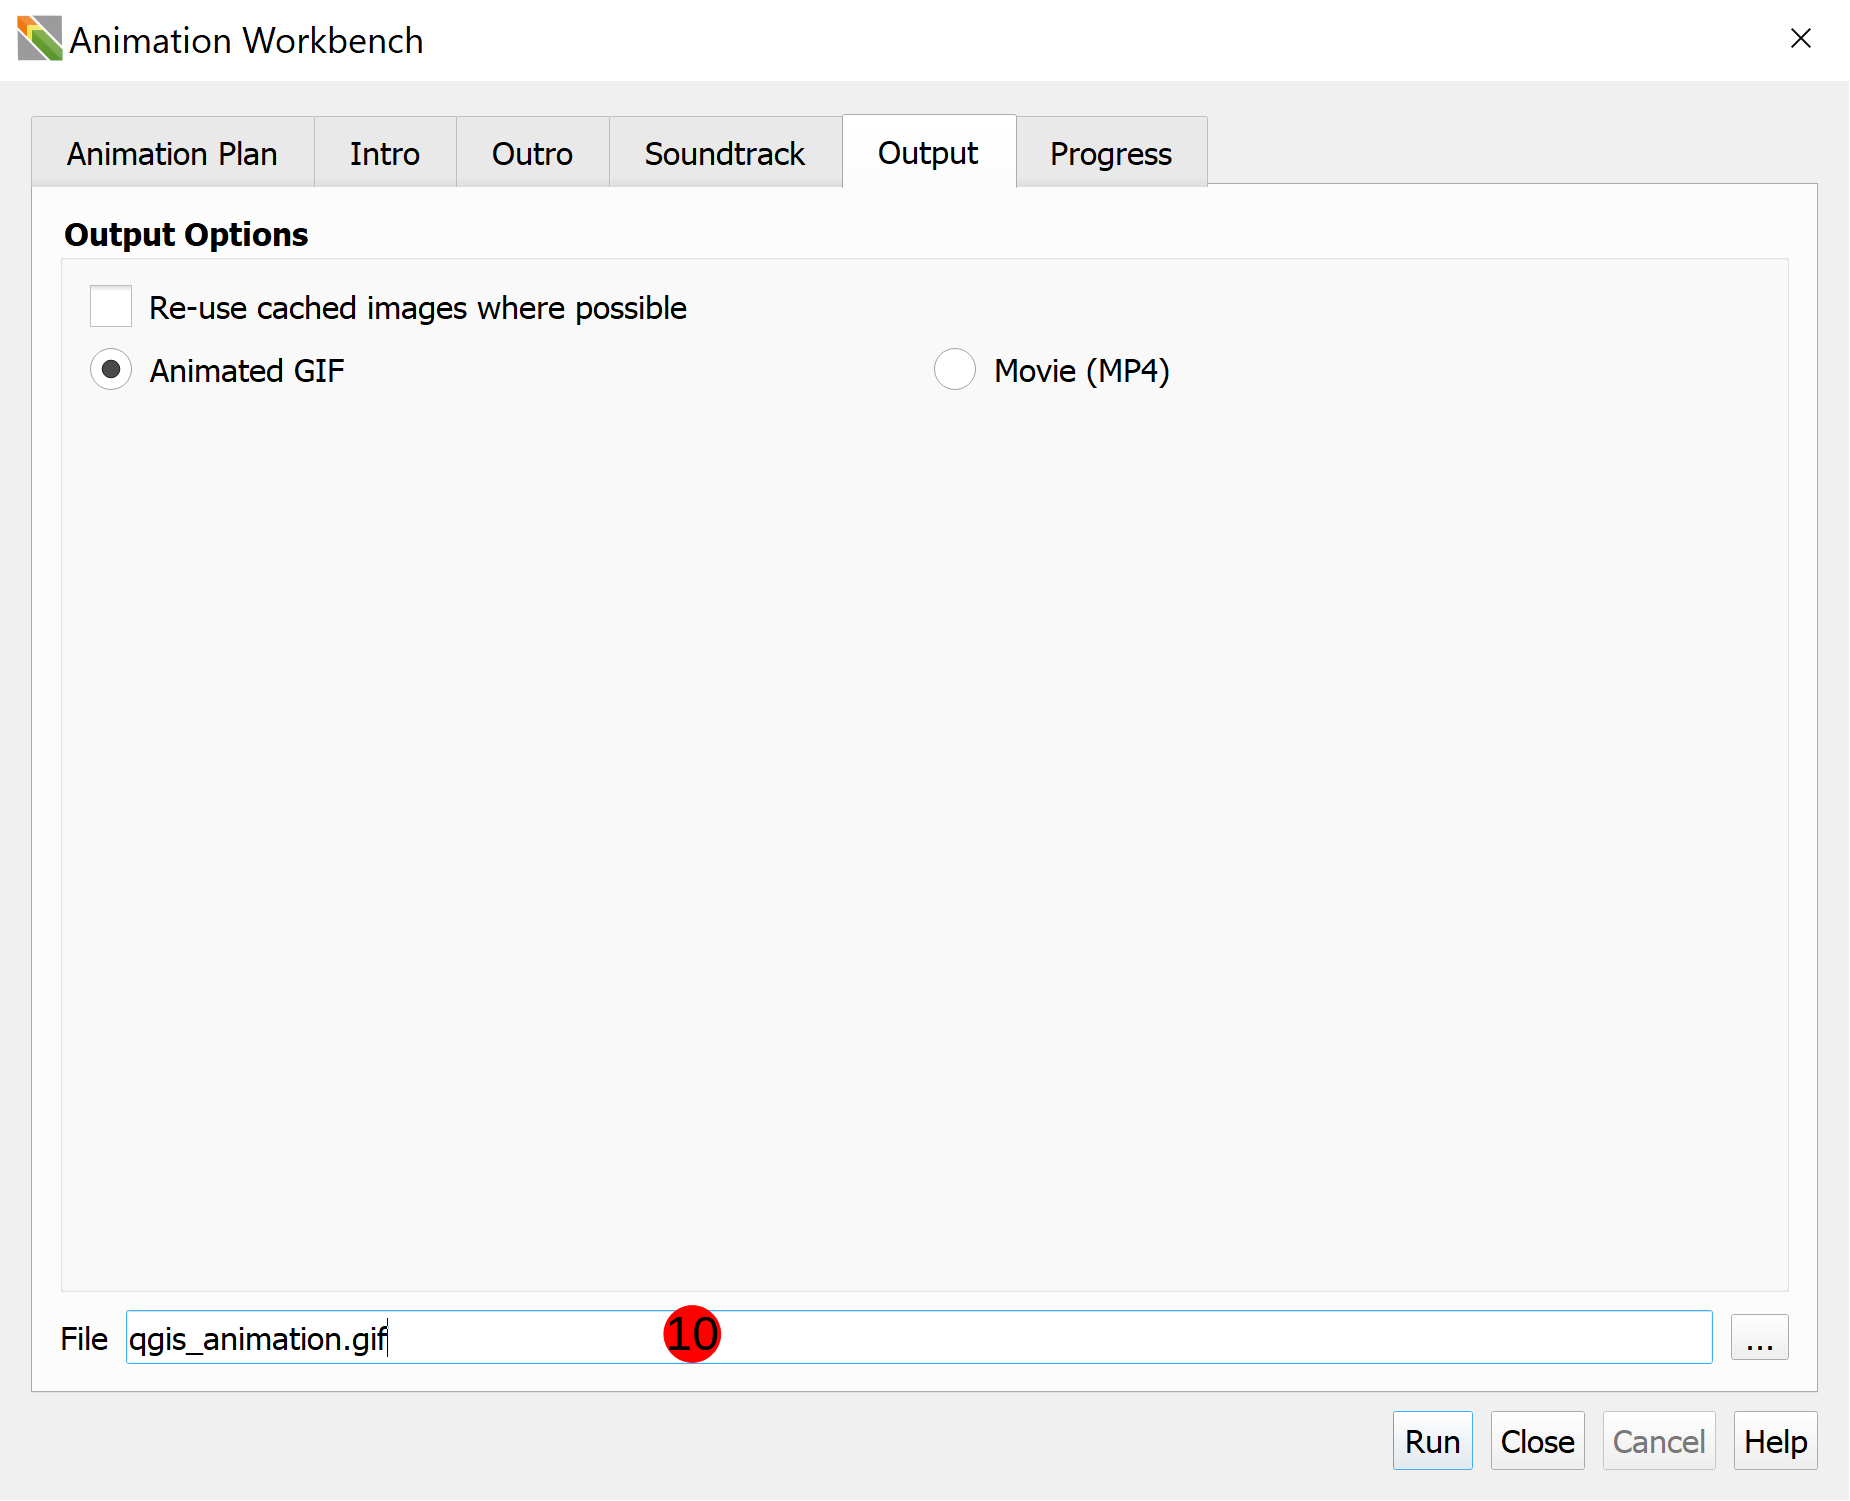 Animation Workbench
Animation Plan Intro Outro Soundtrack Output Progress
Output Options
Re-use cached images where possible
Animated GIF Movie (MP4)
File qgis_animation.gif 10 ...
Run Close Cancel Help